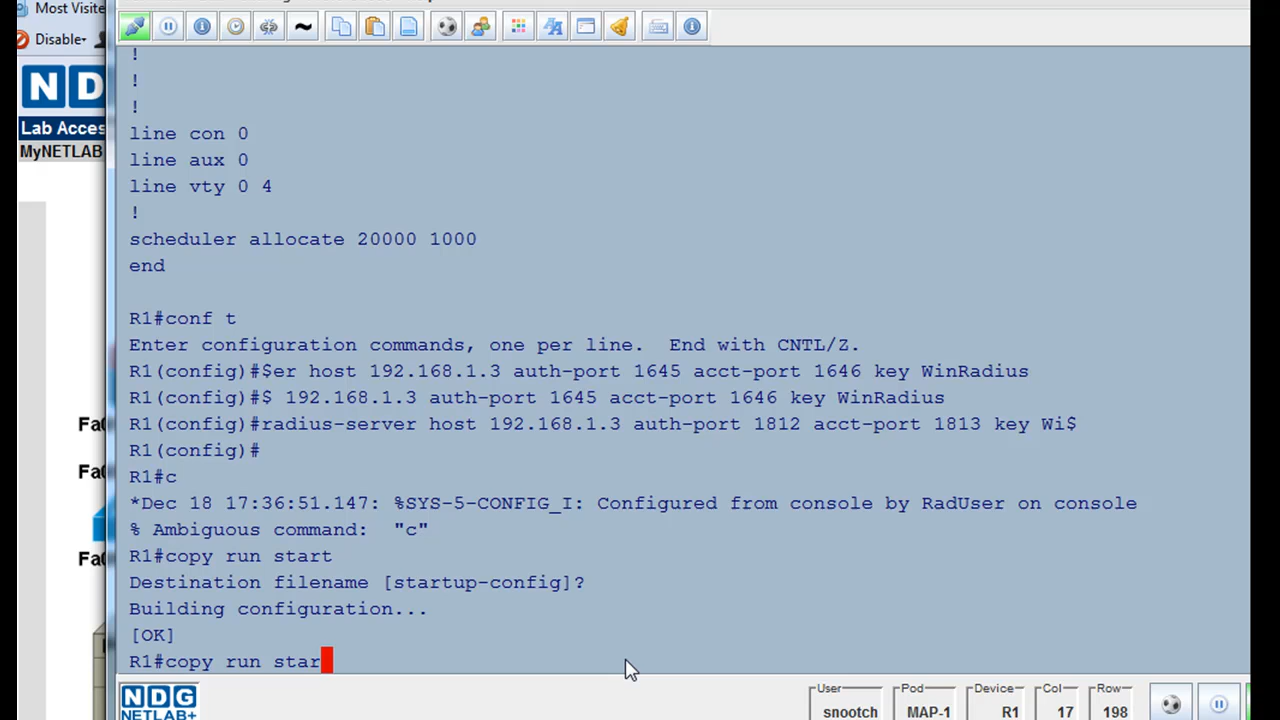 Most Visite
Disable
ND
Lab Acces
MyNETLAB
!
!
!
line con 0
line aux 0
line vty 0 4
!
scheduler allocate 20000 1000
end
R1#conf t
Enter configuration commands, one per line.  End with CNTL/Z.
R1(config)#$er host 192.168.1.3 auth-port 1645 acct-port 1646 key WinRadius
R1(config)#$ 192.168.1.3 auth-port 1645 acct-port 1646 key WinRadius
R1(config)#radius-server host 192.168.1.3 auth-port 1812 acct-port 1813 key Wi$
R1(config)#
R1#c
*Dec 18 17:36:51.147: %SYS-5-CONFIG_I: Configured from console by RadUser on console
% Ambiguous command:  "c"
R1#copy run start
Destination filename [startup-config]?
Building configuration...
[OK]
R1#copy run star
Fa0
Fa0
Fa0
NDG
NETLAB+
User
snootch
Pod
MAP-1
Device
R1
Col
17
Row
198